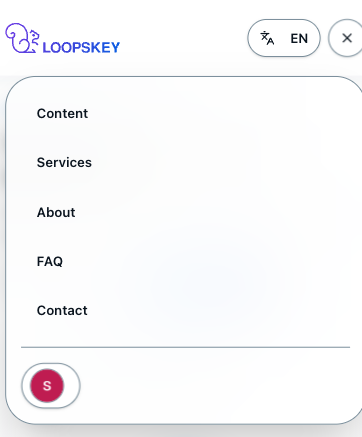 LOOPSKEY
EN
Content
Services
About
FAQ
Contact
S